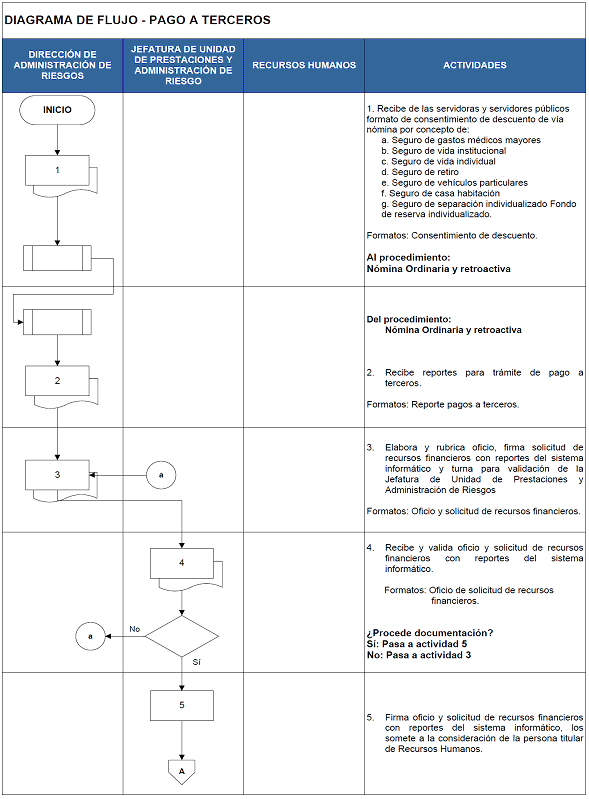 DIAGRAMA DE FLUJO - PAGO A TERCEROS
DIRECCIÓN DE
ADMINISTRACIÓN DE
RIESGOS
JEFATURA DE UNIDAD
DE PRESTACIONES Y
ADMINISTRACIÓN DE
RIESGO
RECURSOS HUMANOS
ACTIVIDADES
INICIO
1
1. Recibe de las servidoras y servidores públicos
formato de consentimiento de descuento de vía
nómina por concepto de:
a. Seguro de gastos médicos mayores
b. Seguro de vida institucional
c. Seguro de vida individual
d. Seguro de retiro
e. Seguro de vehículos particulares
f. Seguro de casa habitación
g. Seguro de separación individualizado Fondo
de reserva individualizado.
Formatos: Consentimiento de descuento.
Al procedimiento:
Nómina Ordinaria y retroactiva
Del procedimiento:
Nómina Ordinaria y retroactiva
2
2. Recibe reportes para trámite de pago a
terceros.
Formatos: Reporte pagos a terceros.
3
a
3. Elabora y rubrica oficio, firma solicitud de
recursos financieros con reportes del sistema
informático y turna para validación de la
Jefatura de Unidad de Prestaciones y
Administración de Riesgos
Formatos: Oficio y solicitud de recursos financieros.
4
4. Recibe y valida oficio y solicitud de recursos
financieros con reportes del sistema
informático.
Formatos: Oficio de solicitud de recursos
financieros.
a
No
Sí
¿Procede documentación?
Sí: Pasa a actividad 5
No: Pasa a actividad 3
5
5. Firma oficio y solicitud de recursos financieros
con reportes del sistema informático, los
somete a la consideración de la persona titular
de Recursos Humanos.
A